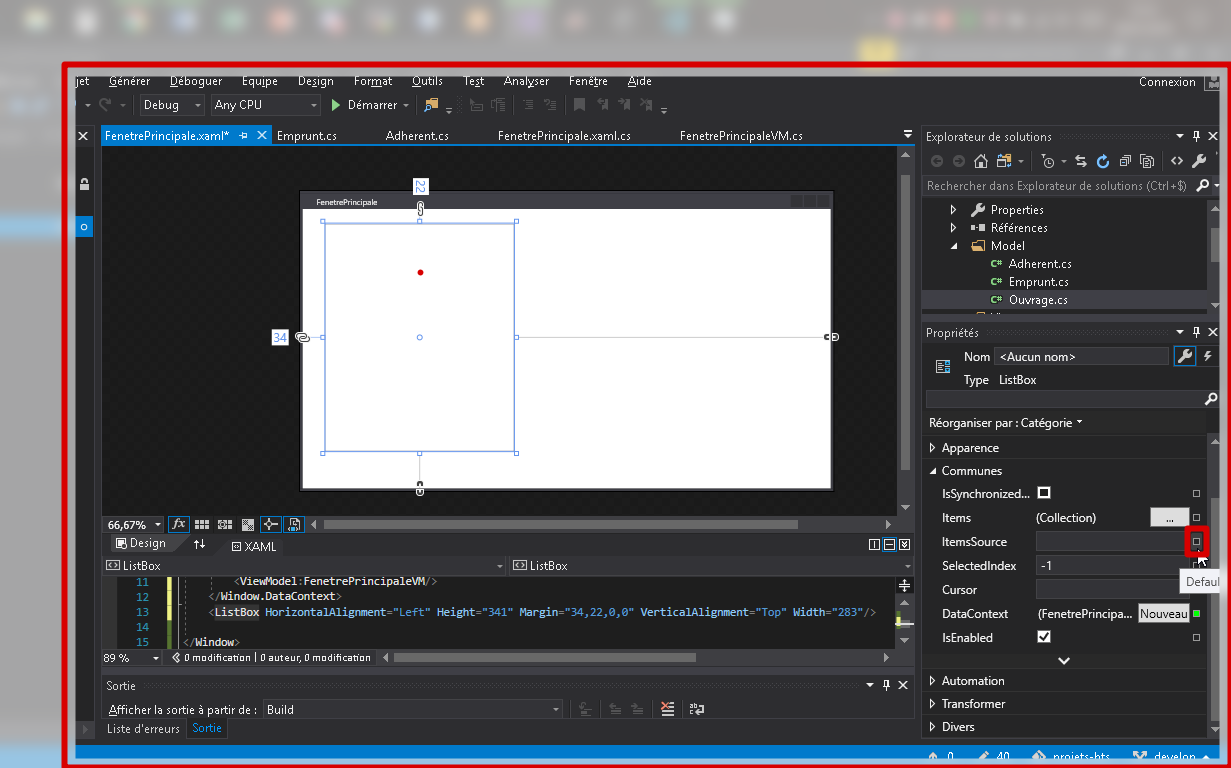 jet Générer Déboguer Equipe Design Format Outils Test Analyser Fenêtre Aide
Connexion
Debug Any CPU Démarrer
FenetrePrincipale.xaml* Emprunt.cs Adherent.cs FenetrePrincipale.xaml.cs FenetrePrincipaleVM.cs
Explorateur de solutions
Rechercher dans Explorateur de solutions (Ctrl+$)
Properties
Références
Model
C# Adherent.cs
C# Emprunt.cs
C# Ouvrage.cs
22
FenetrePrincipale
34
Propriétés
Nom <Aucun nom>
Type ListBox
Réorganiser par : Catégorie
Apparence
Communes
IsSynchronized...
Items (Collection) ...
ItemsSource
SelectedIndex -1
Defaul
Cursor
DataContext (FenetrePrincipa... Nouveau
IsEnabled
Automation
Transformer
Divers
66,67% fx
Design XAML
ListBox ListBox
11 <ViewModel:FenetrePrincipaleVM/>
12 </Window.DataContext>
13 <ListBox HorizontalAlignment="Left" Height="341" Margin="34,22,0,0" VerticalAlignment="Top" Width="283"/>
14
15 </Window>
89 % 0 modification | 0 auteur, 0 modification
Sortie
Afficher la sortie à partir de : Build
Liste d'erreurs Sortie
0 40 projets-bts develop